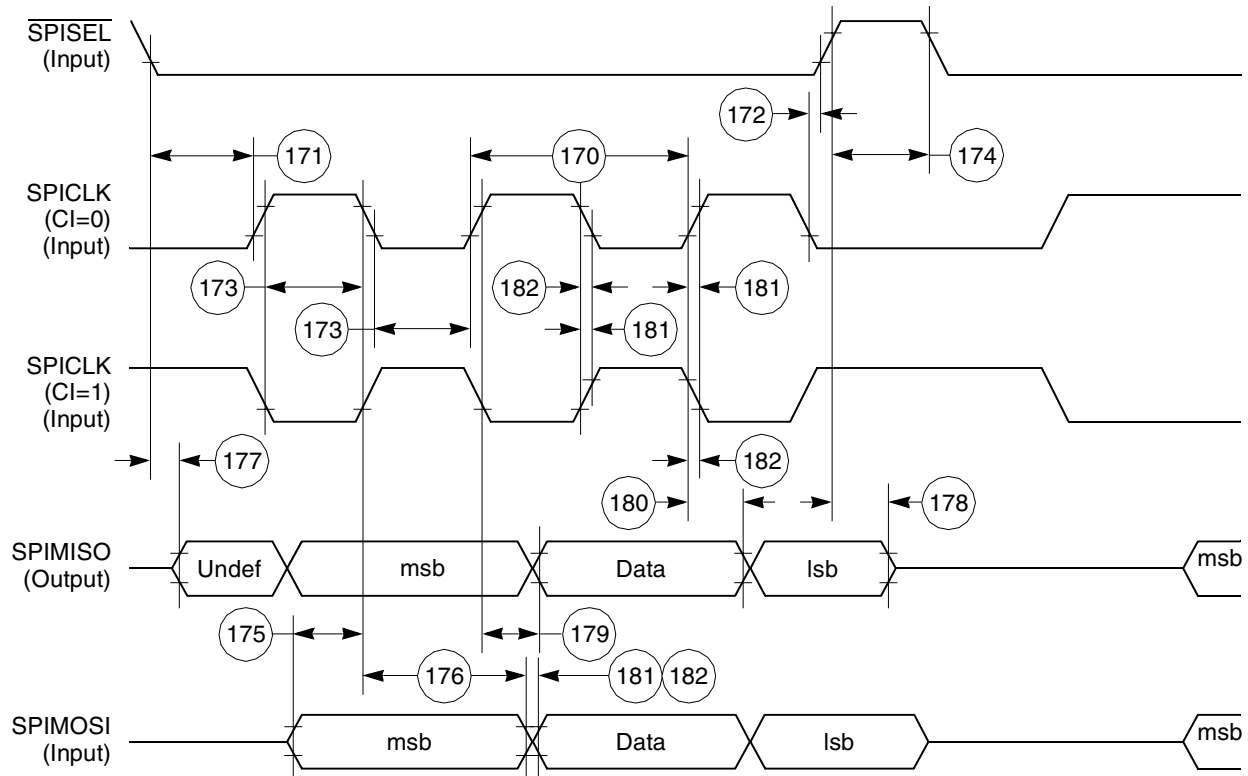 SPISEL
(Input)
172
171
170
174
SPICLK
(CI=0)
(Input)
173
182
181
173
181
SPICLK
(CI=1)
(Input)
177
182
180
178
SPIMISO
(Output)
Undef
msb
Data
lsb
msb
175
179
176
181
182
SPIMOSI
(Input)
msb
Data
lsb
msb